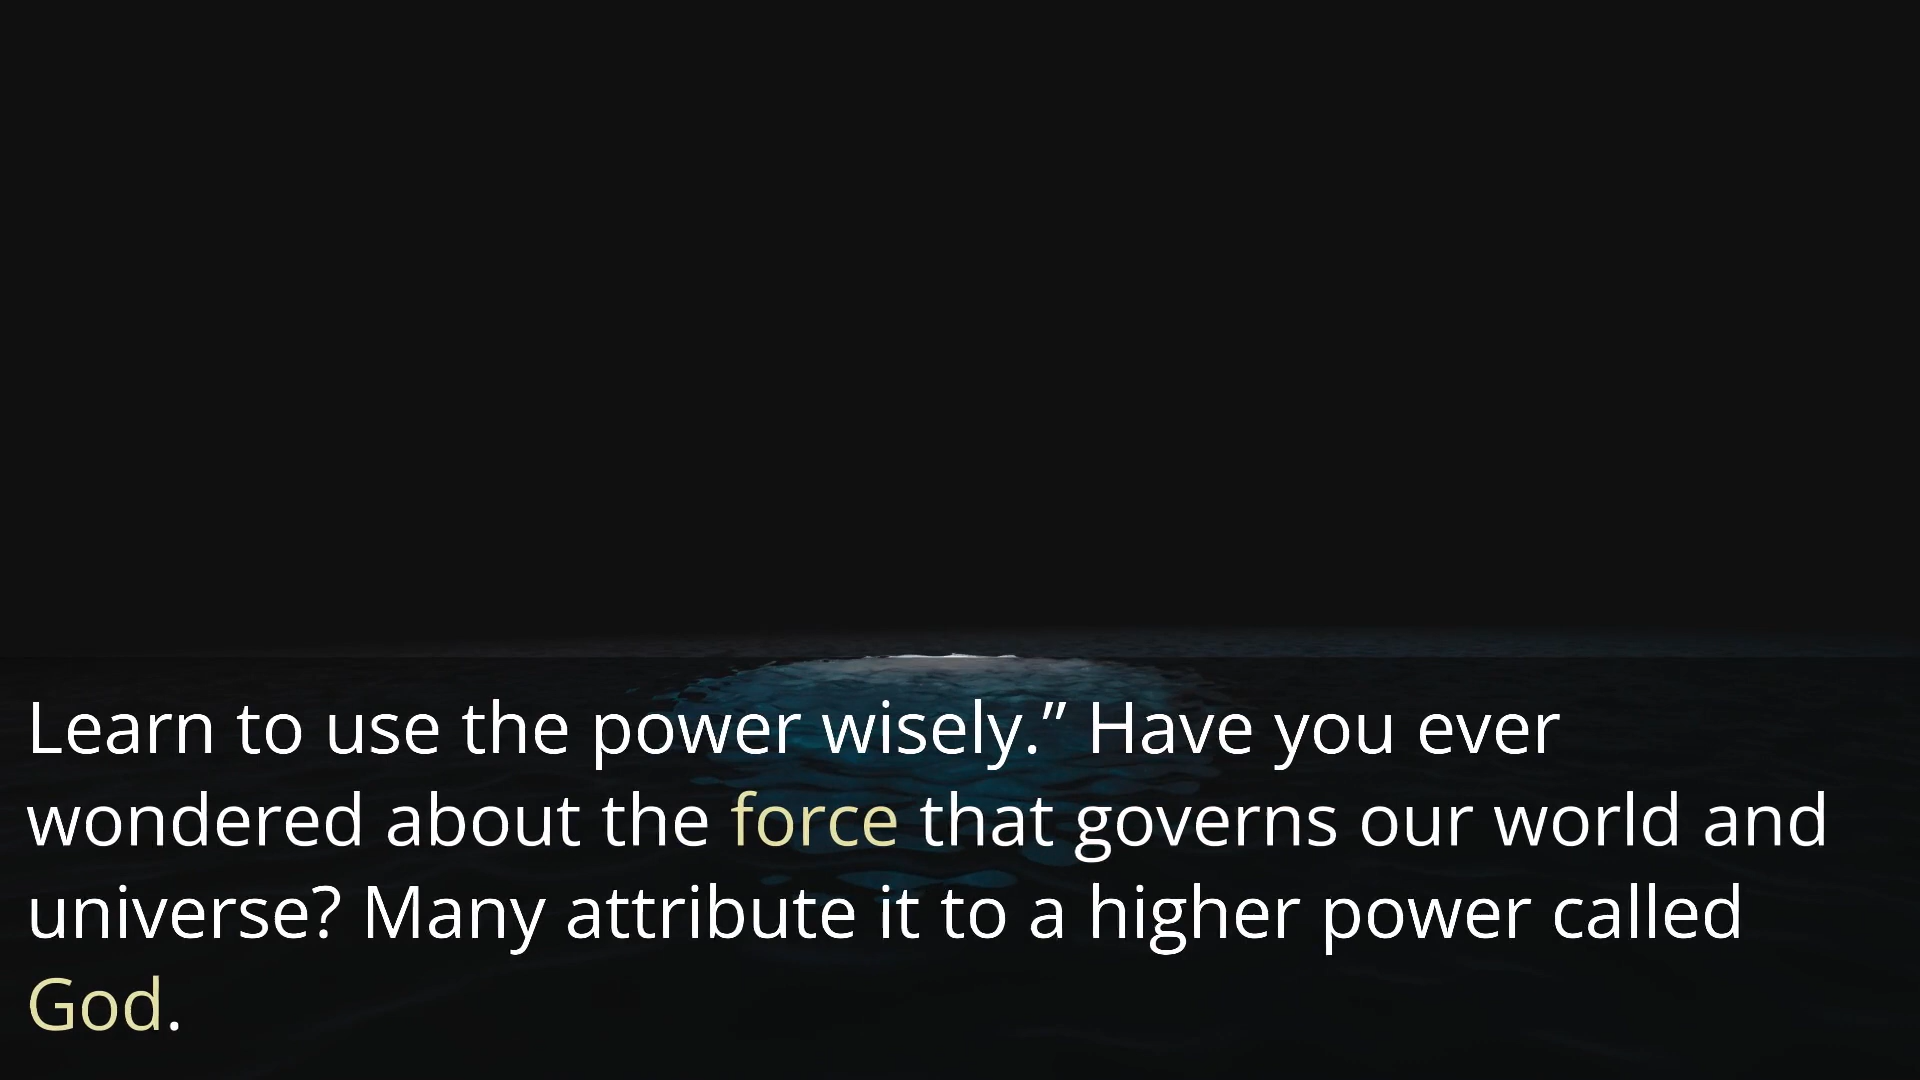 Learn to use the power wisely.” Have you ever
wondered about the force that governs our world and
universe? Many attribute it to a higher power called
God.